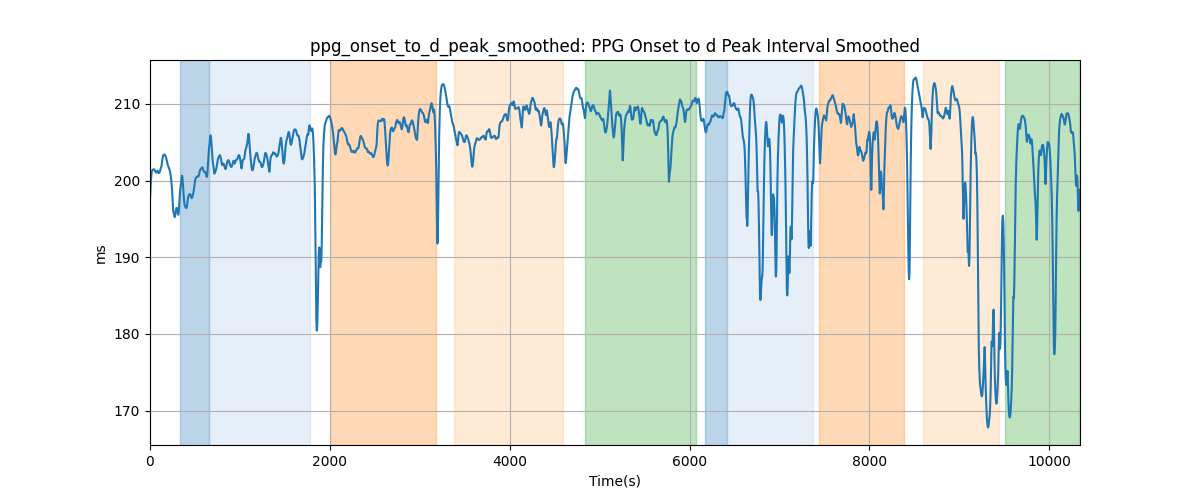 ppg_onset_to_d_peak_smoothed: PPG Onset to d Peak Interval Smoothed
210
200
190
180
170
ms
0 2000 4000 6000 8000 10000
Time(s)